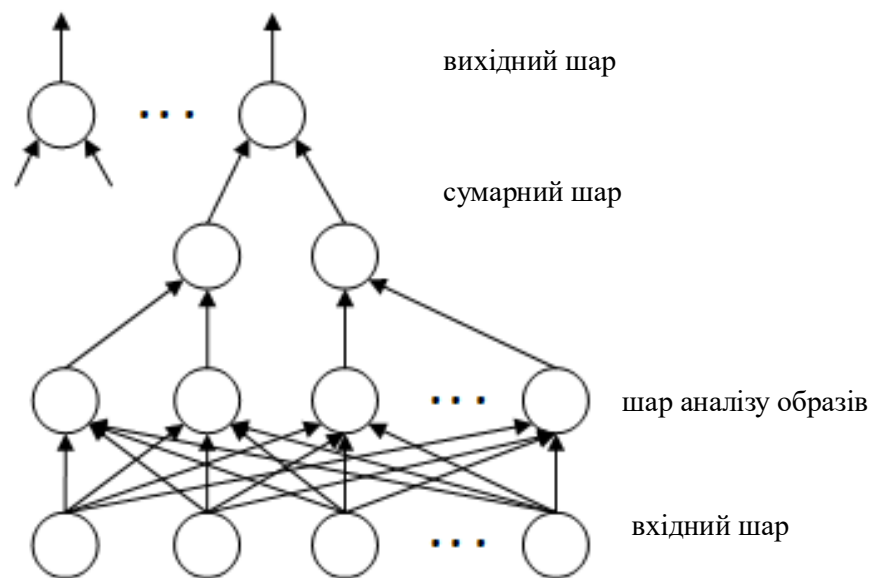 вихідний шар
сумарний шар
шар аналізу образів
вхідний шар